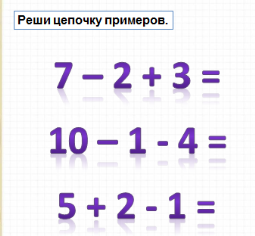 Реши цепочку примеров.
7 – 2 + 3 =
10 – 1 - 4 =
5 + 2 - 1 =